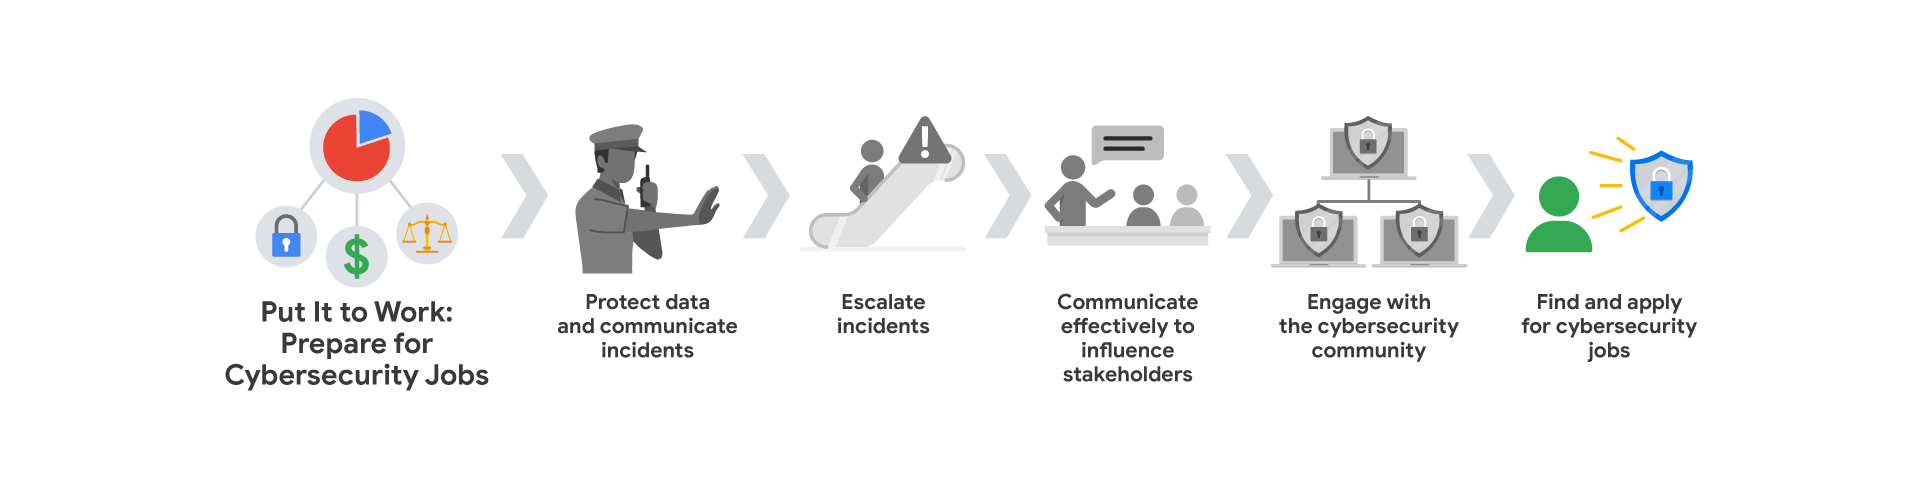 Put It to Work:
Prepare for
Cybersecurity Jobs
Protect data
and communicate
incidents
Escalate
incidents
Communicate
effectively to
influence
stakeholders
Engage with
the cybersecurity
community
Find and apply
for cybersecurity
jobs